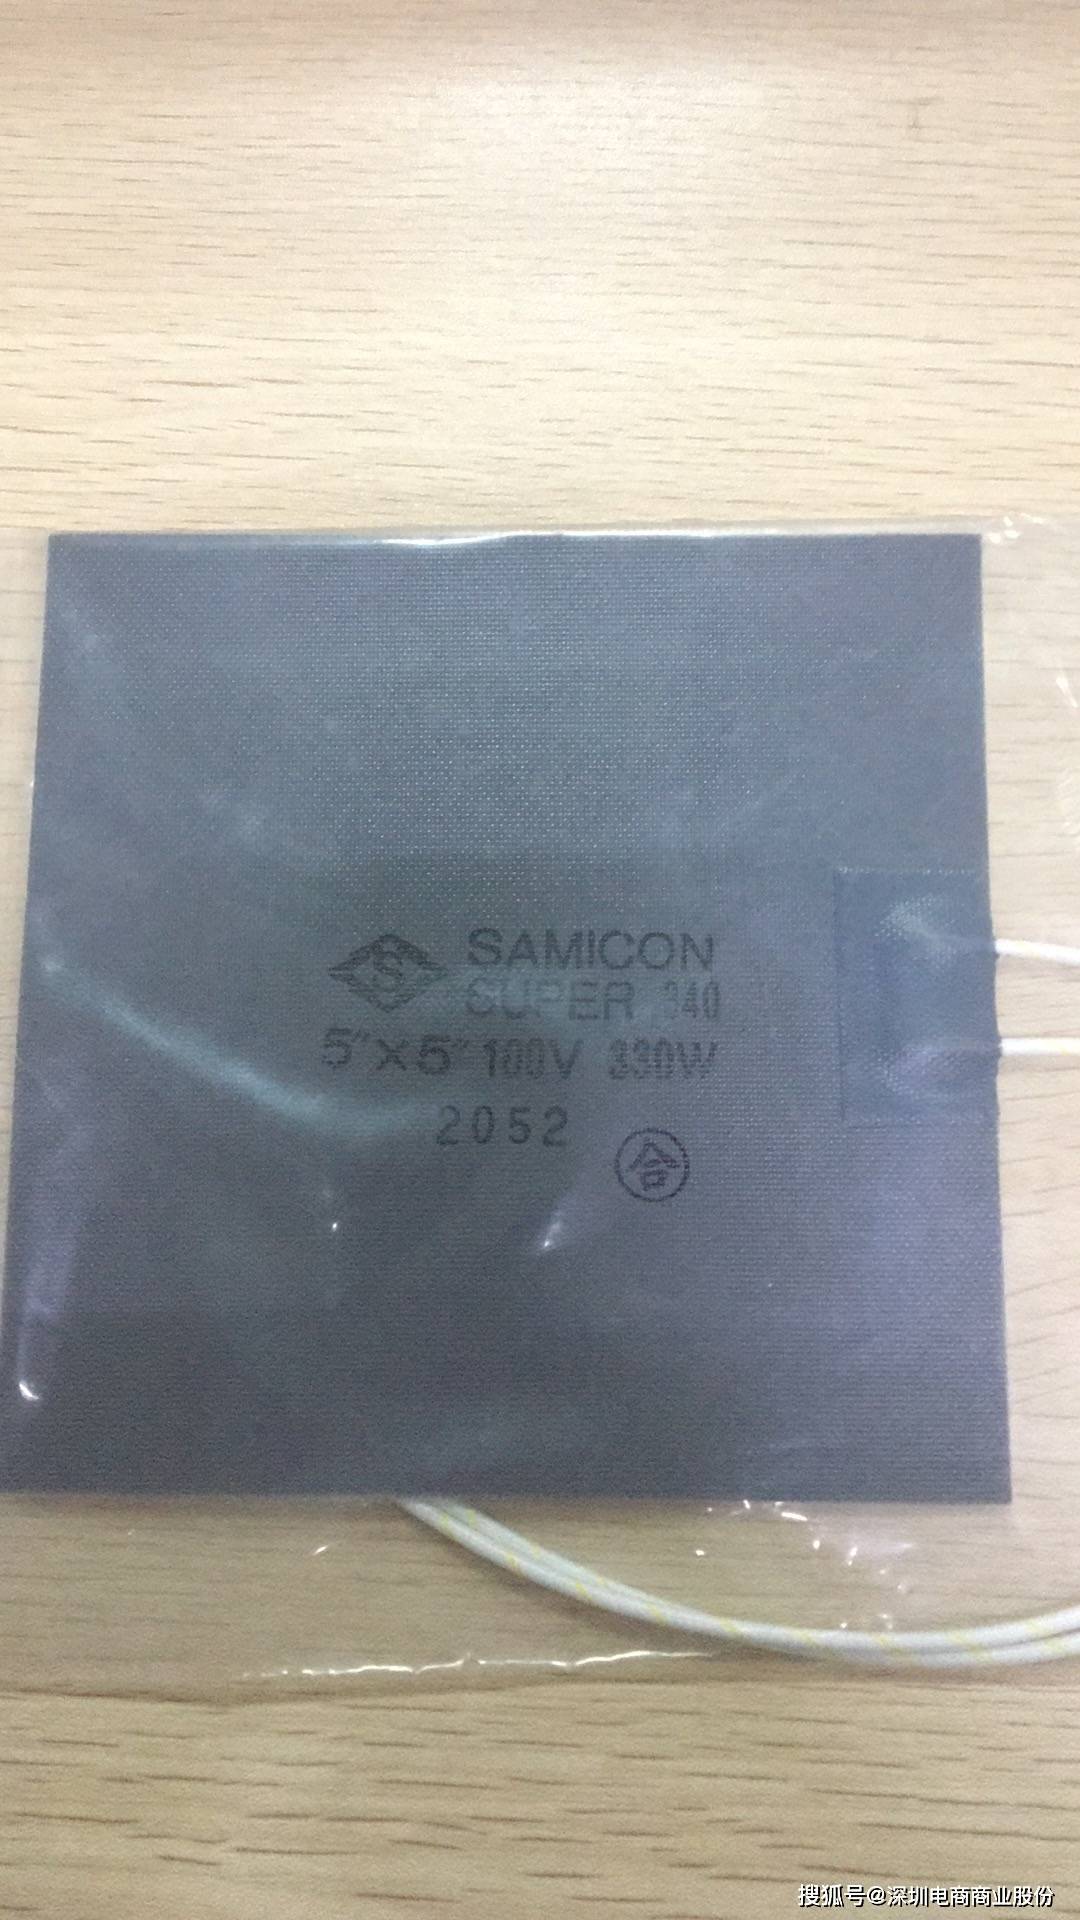 S SAMICON
SUPER 340
5"×5" 100V 330W
2052
合
搜狐号@深圳电商商业股份